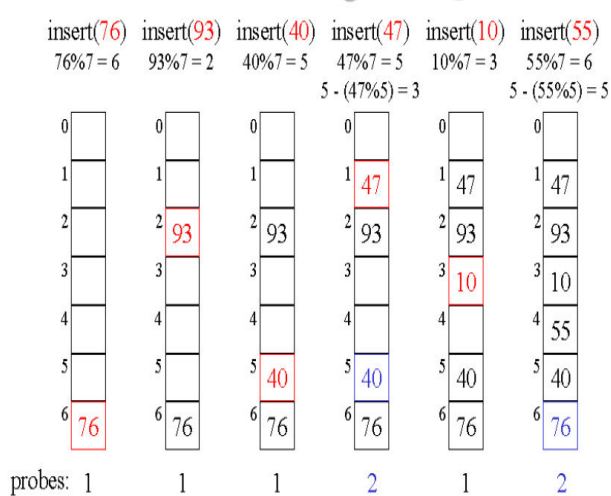 insert(76) insert(93) insert(40) insert(47) insert(10) insert(55)
76%7 = 6 93%7 = 2 40%7 = 5 47%7 = 5 10%7 = 3 55%7 = 6
5 - (47%5) = 3 5 - (55%5) = 5
0 0 0 0 0 0
1 1 1 1 47 1 47 1 47
2 2 93 2 93 2 93 2 93 2 93
3 3 3 3 3 10 3 10
4 4 4 4 4 4 55
5 5 5 40 5 40 5 40 5 40
6 76 6 76 6 76 6 76 6 76 6 76
probes: 1 1 1 2 1 2